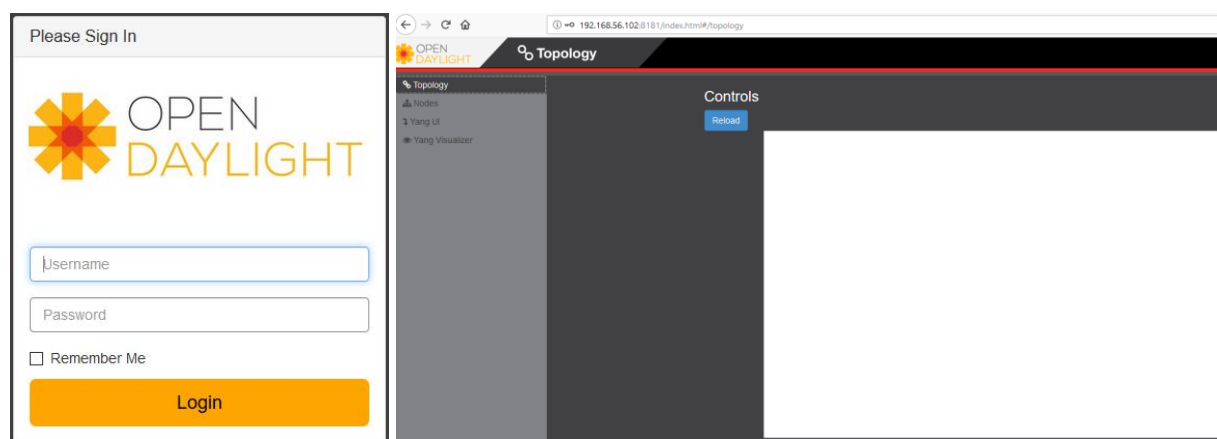 Please Sign In
OPEN
DAYLIGHT
Username
Password
Remember Me
Login
192.168.56.102:8181/index.html#/topology
OPEN
DAYLIGHT
Topology
Topology
Nodes
Yang UI
Yang Visualizer
Controls
Reload